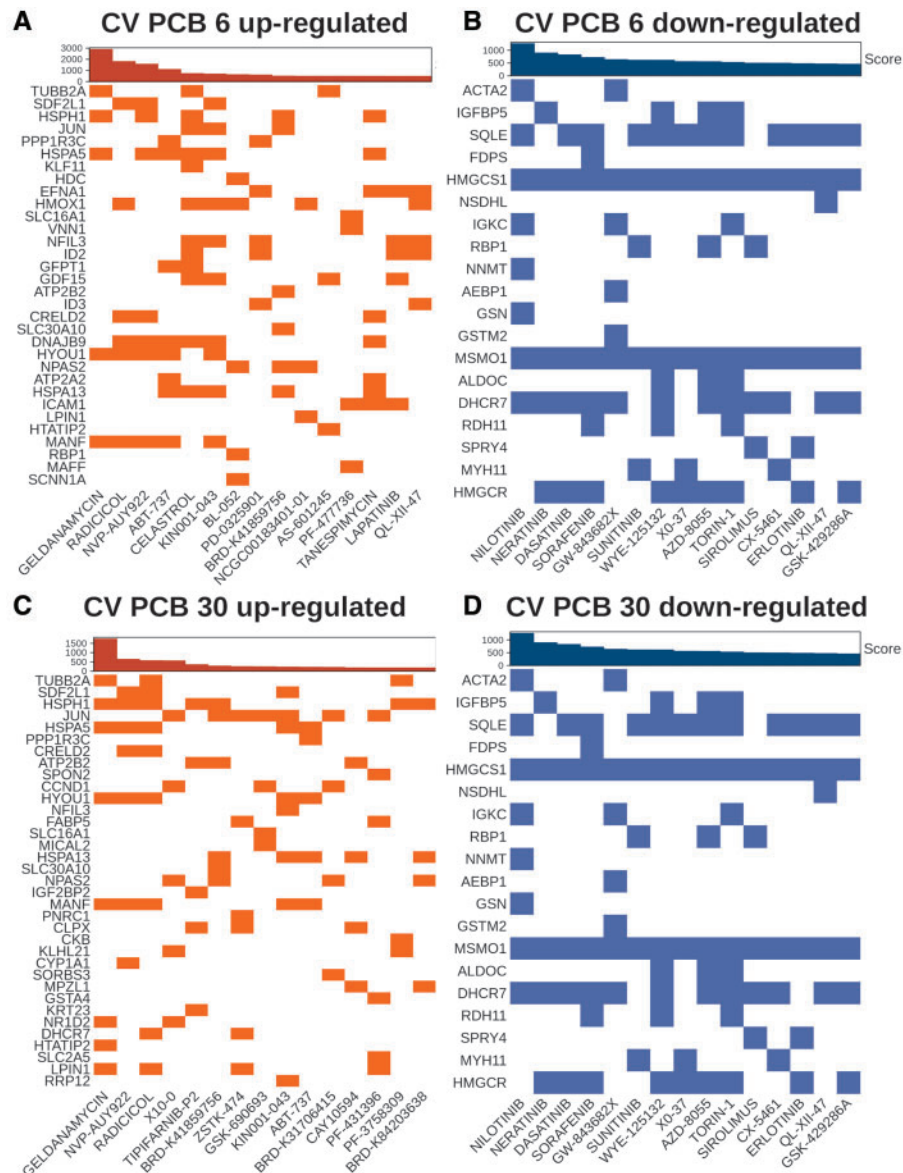 A CV PCB 6 up-regulated
3000
2000
1000
0
TUBB2A
SDF2L1
HSPH1
JUN
PPP1R3C
HSPA5
KLF11
HDC
EFNA1
HMOX1
SLC16A1
VNN1
NFIL3
ID2
GFPT1
GDF15
ATP2B2
ID3
CRELD2
SLC30A10
DNAJB9
HYOU1
NPAS2
ATP2A2
HSPA13
ICAM1
LPIN1
HTATIP2
MANF
RBP1
MAFF
SCNN1A
GELDANAMYCIN
RADICICOL
NVP-AUY922
ABT-737
CELASTROL
KIN001-043
BL-052
PD-0325901
BRD-K41859756
NCGC00183401-01
AS-601245
PF-477736
TANESPIMYCIN
LAPATINIB
QL-XII-47
B CV PCB 6 down-regulated
1000
500
0
Score
ACTA2
IGFBP5
SQLE
FDPS
HMGCS1
NSDHL
IGKC
RBP1
NNMT
AEBP1
GSN
GSTM2
MSMO1
ALDOC
DHCR7
RDH11
SPRY4
MYH11
HMGCR
NILOTINIB
NERATINIB
DASATINIB
SORAFENIB
GW-843682X
SUNITINIB
WYE-125132
X0-37
AZD-8055
TORIN-1
SIROLIMUS
CX-5461
ERLOTINIB
QL-XII-47
GSK-429286A
C CV PCB 30 up-regulated
1500
1000
500
0
TUBB2A
SDF2L1
HSPH1
JUN
HSPA5
PPP1R3C
CRELD2
ATP2B2
SPON2
CCND1
HYOU1
NFIL3
FABP5
SLC16A1
MICAL2
HSPA13
SLC30A10
NPAS2
IGF2BP2
MANF
PNRC1
CLPX
CKB
KLHL21
CYP1A1
SORBS3
MPZL1
GSTA4
KRT23
NR1D2
DHCR7
HTATIP2
SLC2A5
LPIN1
RRP12
GELDANAMYCIN
NVP-AUY922
RADICICOL
X10-0
TIPIFARNIB-P2
BRD-K41859756
ZSTK-474
GSK-690693
KIN001-043
ABT-737
BRD-K31706415
CAY10594
PF-431396
PF-3758309
BRD-K84203638
D CV PCB 30 down-regulated
1000
500
0
Score
ACTA2
IGFBP5
SQLE
FDPS
HMGCS1
NSDHL
IGKC
RBP1
NNMT
AEBP1
GSN
GSTM2
MSMO1
ALDOC
DHCR7
RDH11
SPRY4
MYH11
HMGCR
NILOTINIB
NERATINIB
DASATINIB
SORAFENIB
GW-843682X
SUNITINIB
WYE-125132
X0-37
AZD-8055
TORIN-1
SIROLIMUS
CX-5461
ERLOTINIB
QL-XII-47
GSK-429286A